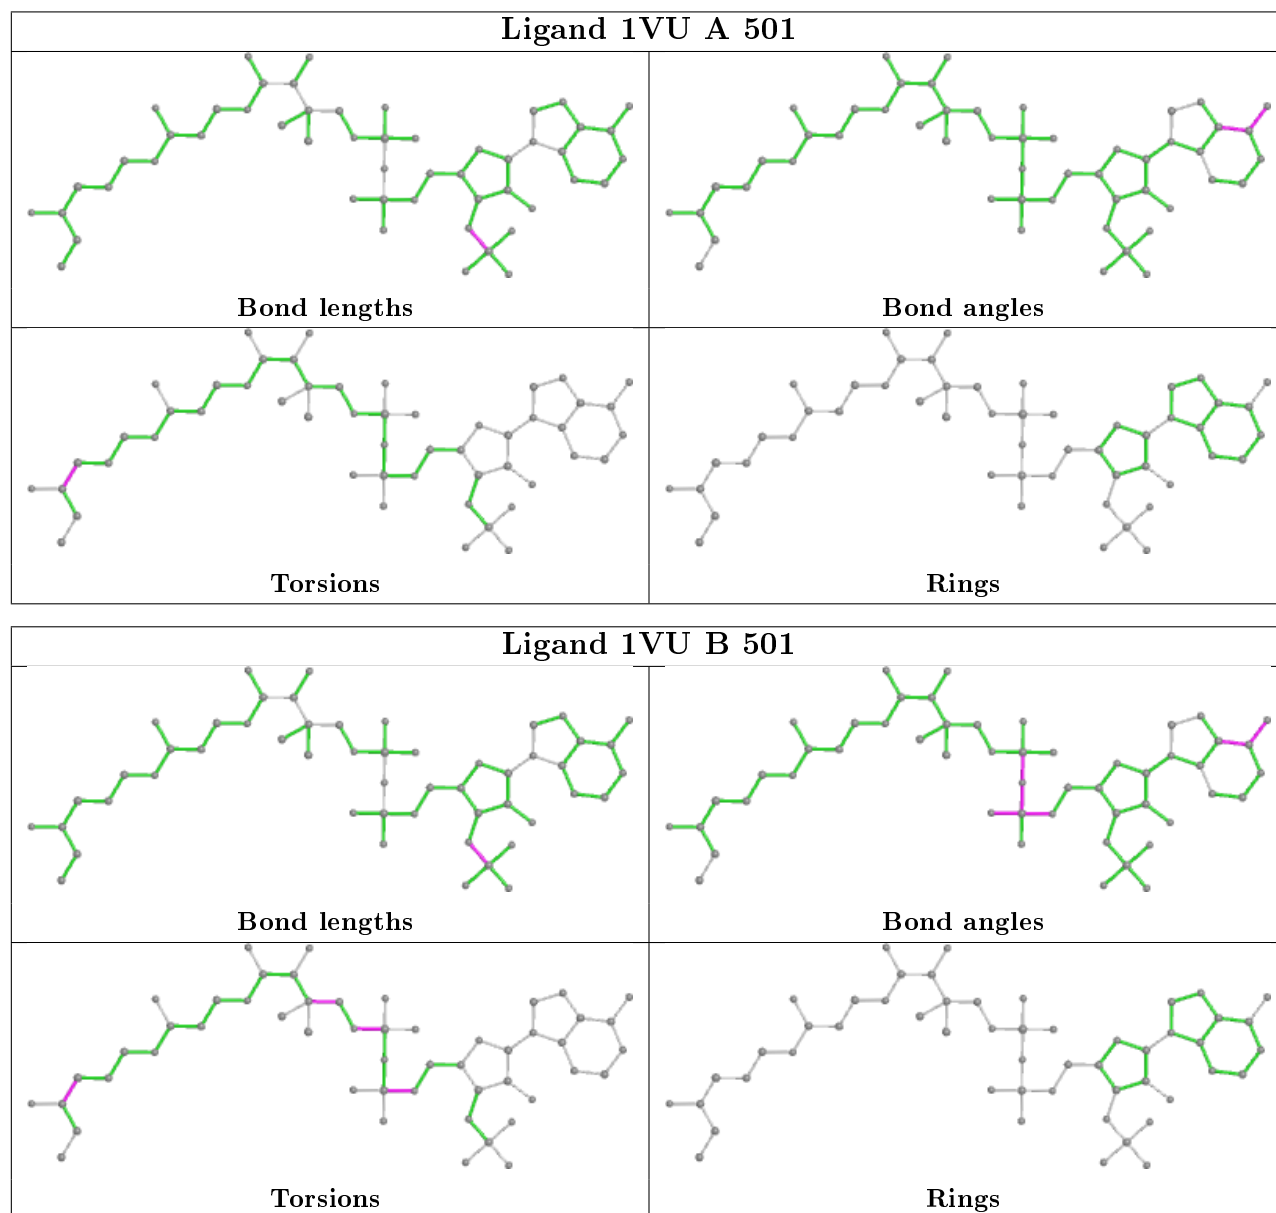 Ligand 1VU A 501
Bond lengths
Bond angles
Torsions
Rings
Ligand 1VU B 501
Bond lengths
Bond angles
Torsions
Rings